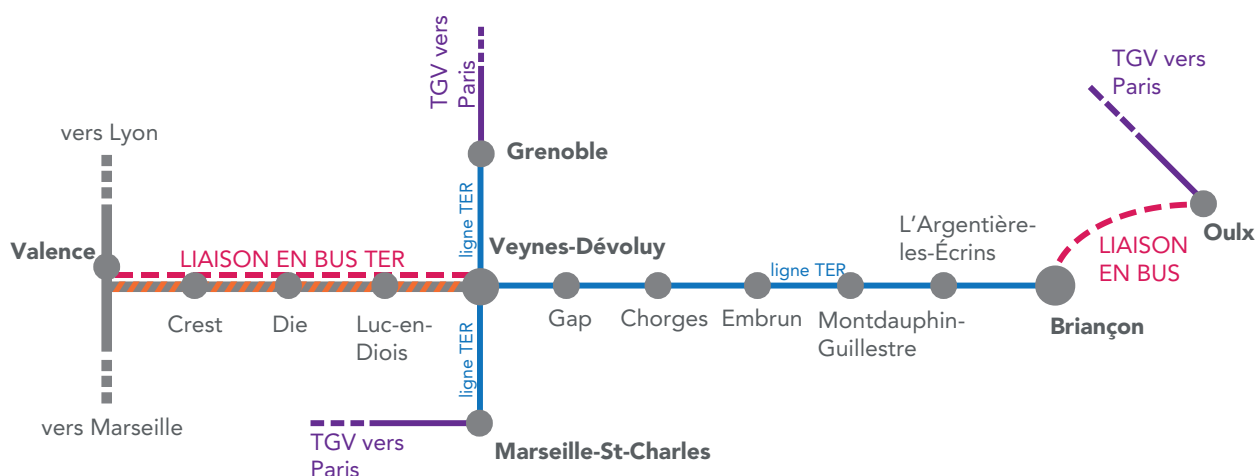 TGV vers
Paris
TGV vers
Paris
vers Lyon
Grenoble
ligne TER
L'Argentière-
les-Écrins
Oulx
Valence
LIAISON EN BUS TER
Veynes-Dévoluy
ligne TER
LIAISON
EN BUS
Crest
Die
Luc-en-
Diois
Gap
Chorges
Embrun
Montdauphin-
Guillestre
Briançon
ligne TER
vers Marseille
TGV vers
Paris
Marseille-St-Charles